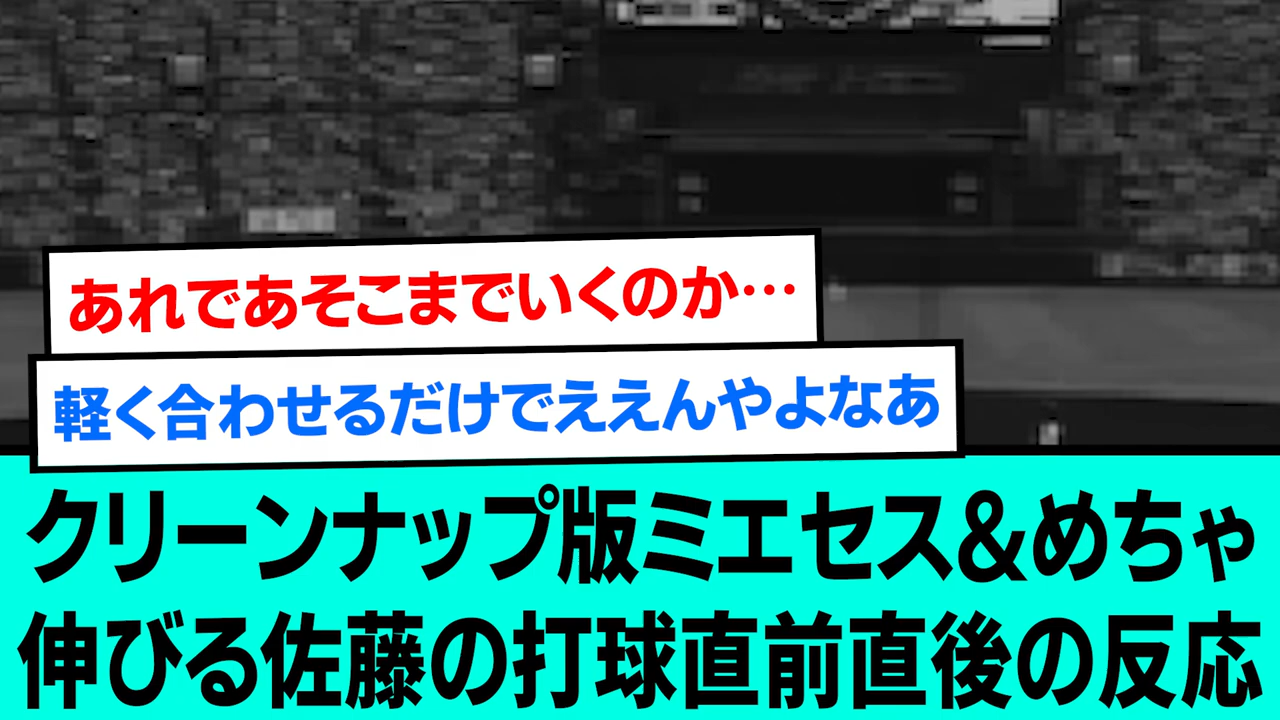 あれであそこまでいくのか…
軽く合わせるだけでええんやよなあ
クリーンナップ版ミエセス&めちゃ
伸びる佐藤の打球直前直後の反応